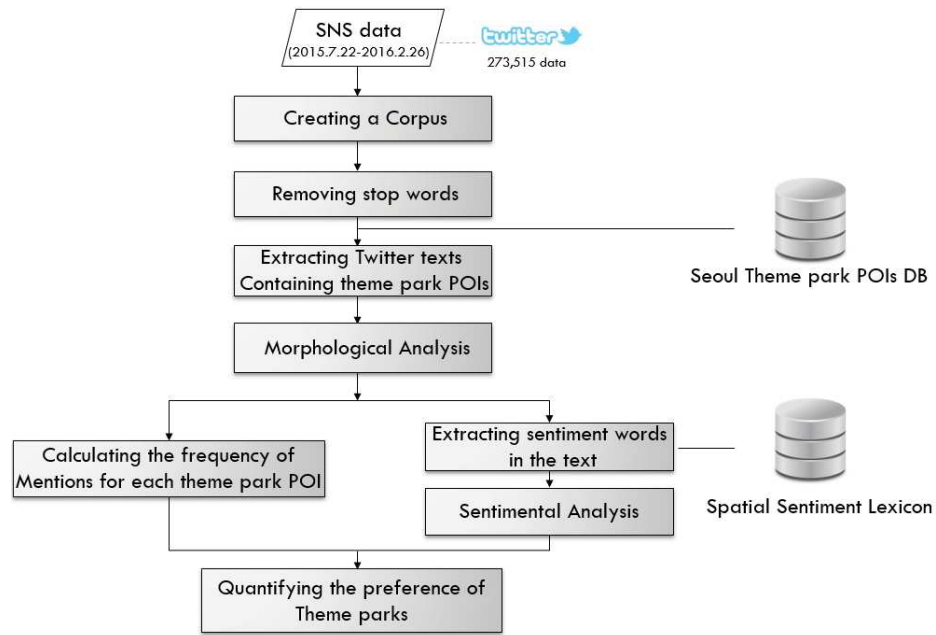 SNS data
(2015.7.22-2016.2.26)
twitter
273,515 data
Creating a Corpus
Removing stop words
Extracting Twitter texts
Containing theme park POIs
Seoul Theme park POIs DB
Morphological Analysis
Calculating the frequency of
Mentions for each theme park POI
Extracting sentiment words
in the text
Sentimental Analysis
Spatial Sentiment Lexicon
Quantifying the preference of
Theme parks